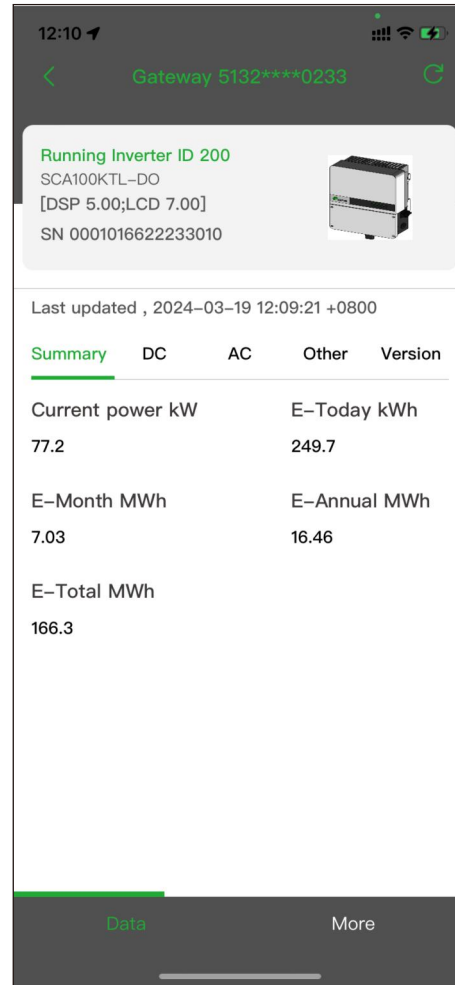 12:10
Gateway 5132****0233
Running Inverter ID 200
SCA100KTL-DO
[DSP 5.00;LCD 7.00]
SN 0001016622233010
Last updated , 2024-03-19 12:09:21 +0800
Summary DC AC Other Version
Current power kW E-Today kWh
77.2 249.7
E-Month MWh E-Annual MWh
7.03 16.46
E-Total MWh
166.3
Data More